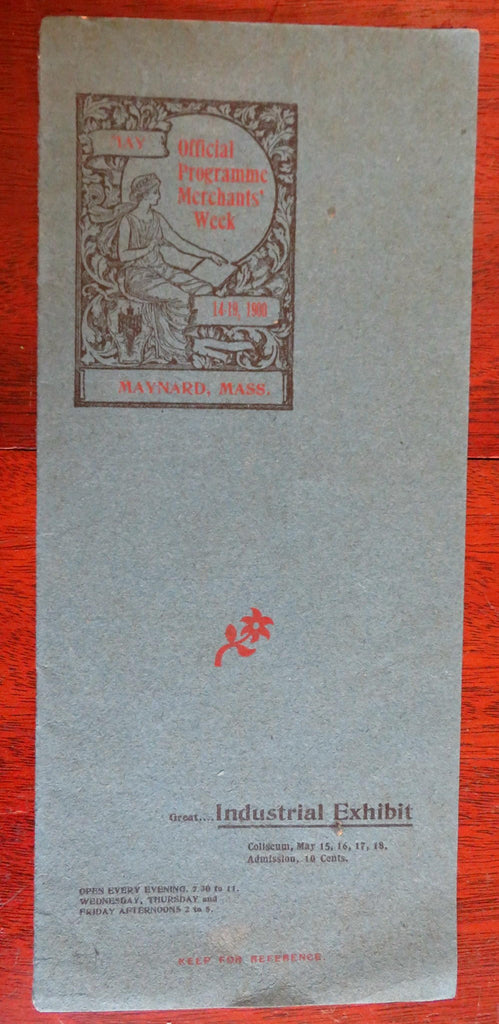 MAY
Official
Programme
Merchants'
Week
14-19, 1900
MAYNARD, MASS.
Great.... Industrial Exhibit
Coliseum, May 15, 16, 17, 18.
Admission, 10 Cents.
OPEN EVERY EVENING, 7.30 to 11.
WEDNESDAY, THURSDAY and
FRIDAY AFTERNOONS 2 to 5.
KEEP FOR REFERENCE.